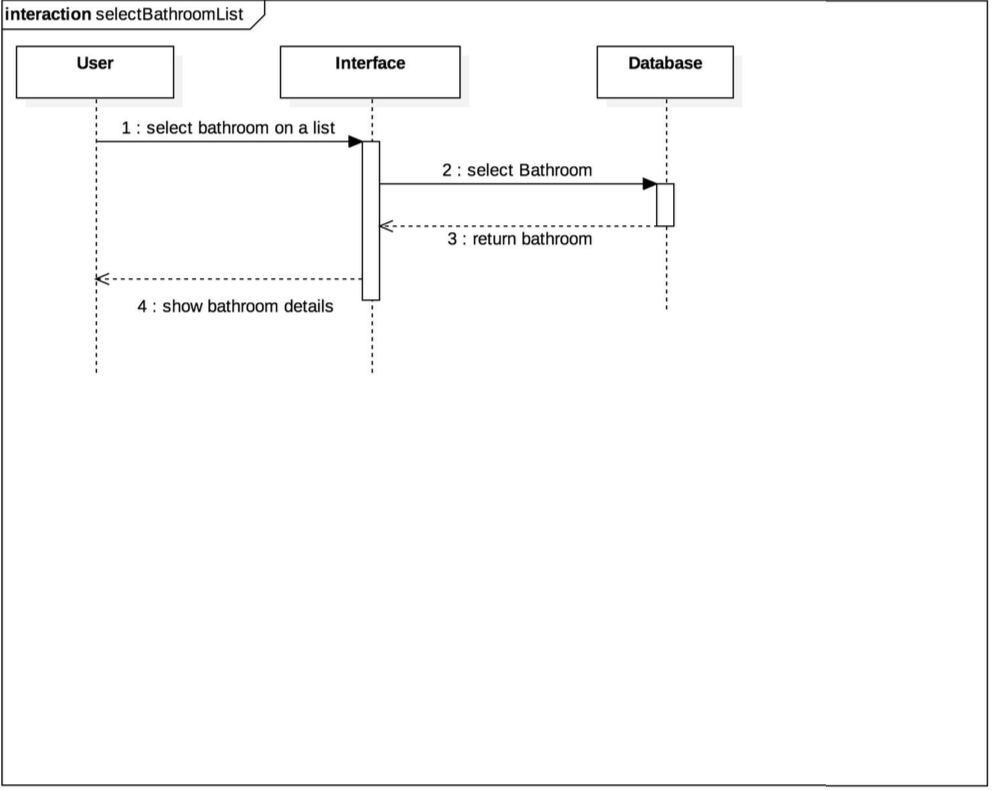 interaction selectBathroomList
User
Interface
Database
1 : select bathroom on a list
2 : select Bathroom
3 : return bathroom
4 : show bathroom details